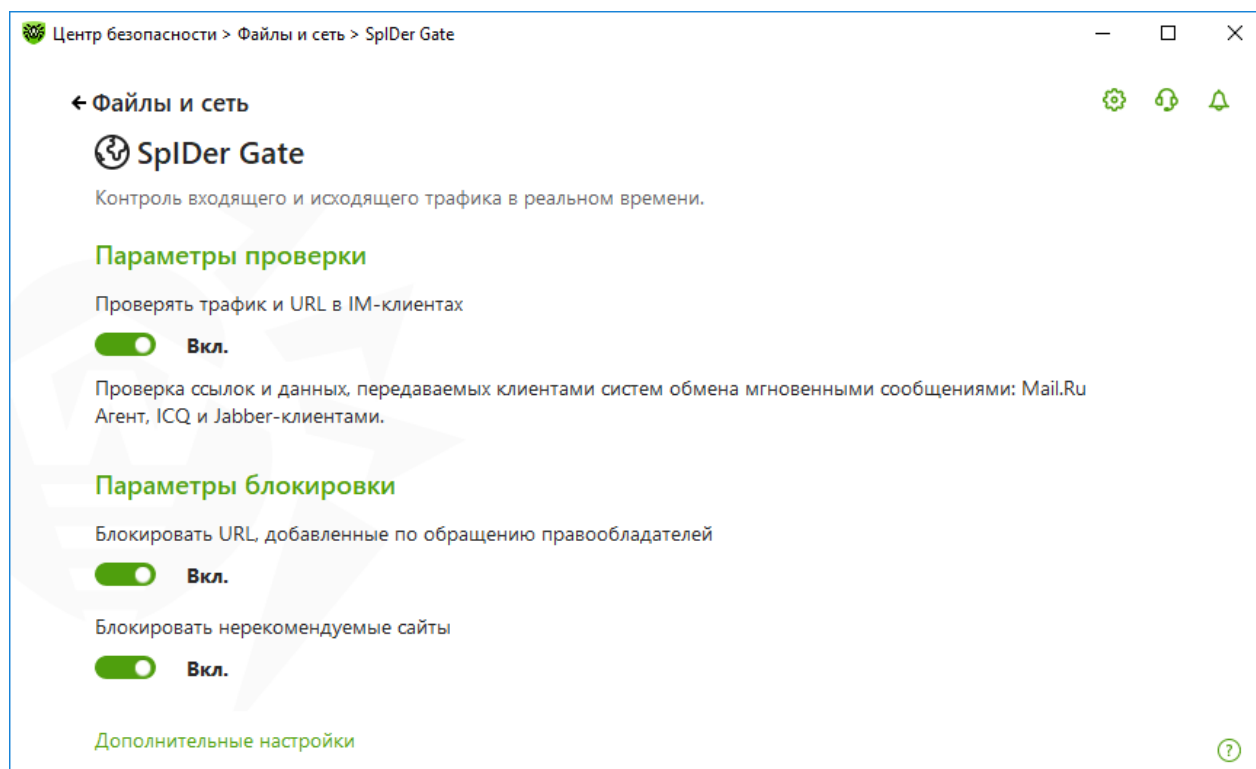 Центр безопасности > Файлы и сеть > SpIDer Gate
Файлы и сеть
SpIDer Gate
Контроль входящего и исходящего трафика в реальном времени.
Параметры проверки
Проверять трафик и URL в IM-клиентах
Вкл.
Проверка ссылок и данных, передаваемых клиентами систем обмена мгновенными сообщениями: Mail.Ru
Агент, ICQ и Jabber-клиентами.
Параметры блокировки
Блокировать URL, добавленные по обращению правообладателей
Вкл.
Блокировать нерекомендуемые сайты
Вкл.
Дополнительные настройки
?